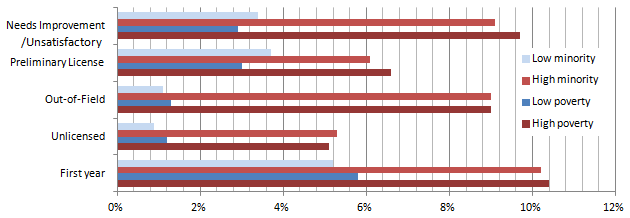 Needs Improvement
/Unsatisfactory
Preliminary License
Out-of-Field
Unlicensed
First year
Low minority
High minority
Low poverty
High poverty
0% 2% 4% 6% 8% 10% 12%